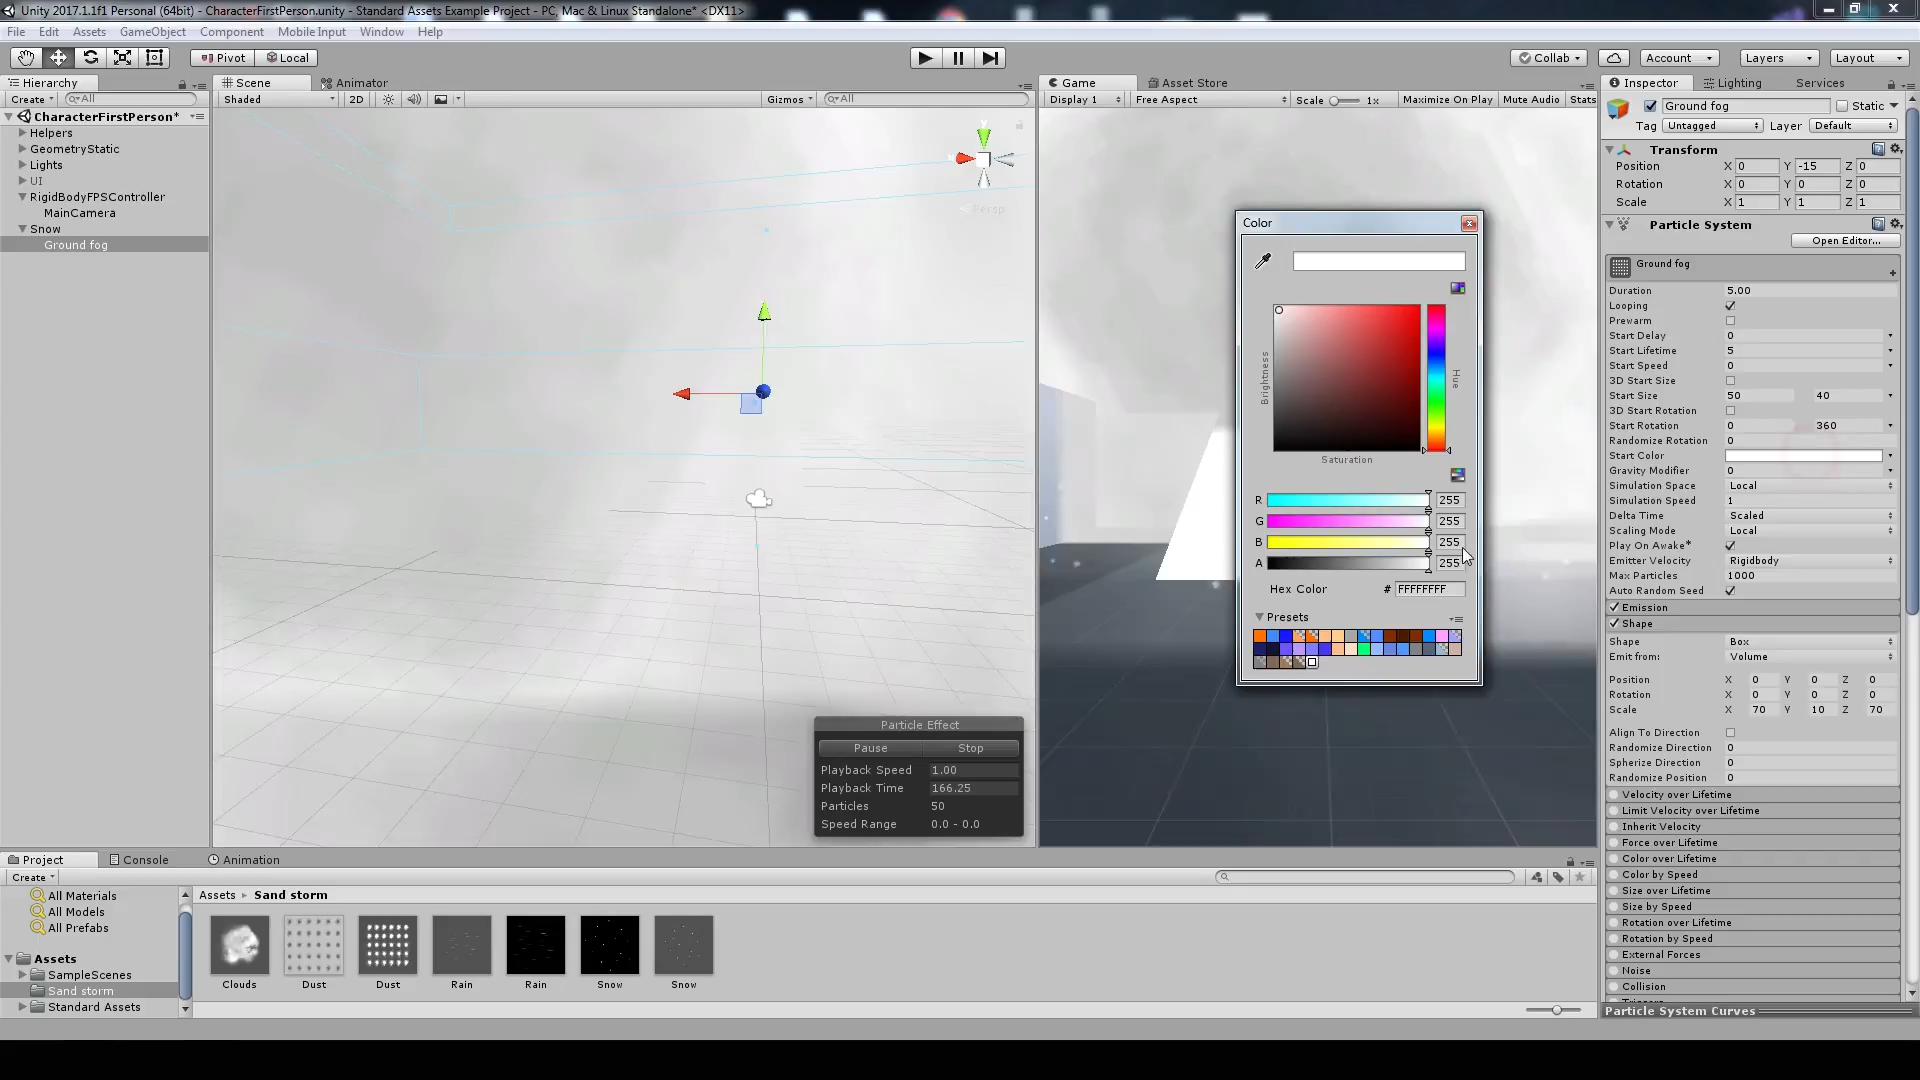 Unity 2017.1.1f1 Personal (64bit) - CharacterFirstPerson.unity - Standard Assets Example Project - PC, Mac & Linux Standalone* <DX11>
File Edit Assets GameObject Component Mobile Input Window Help
Pivot Local Collab Account Layers Layout
Hierarchy
Create All
CharacterFirstPerson*
Helpers
GeometryStatic
Lights
UI
RigidBodyFPSController
MainCamera
Snow
Ground fog
Scene Animator
Shaded 2D Gizmos All
Persp
Particle Effect
Pause Stop
Playback Speed 1.00
Playback Time 166.25
Particles 50
Speed Range 0.0 - 0.0
Game Asset Store
Display 1 Free Aspect Scale 1x Maximize On Play Mute Audio Stats
Color
Brightness
Hue
Saturation
R 255
G 255
B 255
A 255
Hex Color # FFFFFFFF
Presets
Inspector Lighting Services
Ground fog Static
Tag Untagged Layer Default
Transform
Position X 0 Y -15 Z 0
Rotation X 0 Y 0 Z 0
Scale X 1 Y 1 Z 1
Particle System
Open Editor...
Ground fog
Duration 5.00
Looping
Prewarm
Start Delay 0
Start Lifetime 5
Start Speed 0
3D Start Size
Start Size 50 40
3D Start Rotation
Start Rotation 0 360
Randomize Rotation 0
Start Color
Gravity Modifier 0
Simulation Space Local
Simulation Speed 1
Delta Time Scaled
Scaling Mode Local
Play On Awake*
Emitter Velocity Rigidbody
Max Particles 1000
Auto Random Seed
Emission
Shape
Shape Box
Emit from: Volume
Position X 0 Y 0 Z 0
Rotation X 0 Y 0 Z 0
Scale X 70 Y 10 Z 70
Align To Direction
Randomize Direction 0
Spherize Direction 0
Randomize Position 0
Velocity over Lifetime
Limit Velocity over Lifetime
Inherit Velocity
Force over Lifetime
Color over Lifetime
Color by Speed
Size over Lifetime
Size by Speed
Rotation over Lifetime
Rotation by Speed
External Forces
Noise
Collision
Particle System Curves
Project Console Animation
Create
All Materials
All Models
All Prefabs
Assets
SampleScenes
Sand storm
Standard Assets
Assets Sand storm
Clouds Dust Dust Rain Rain Snow Snow